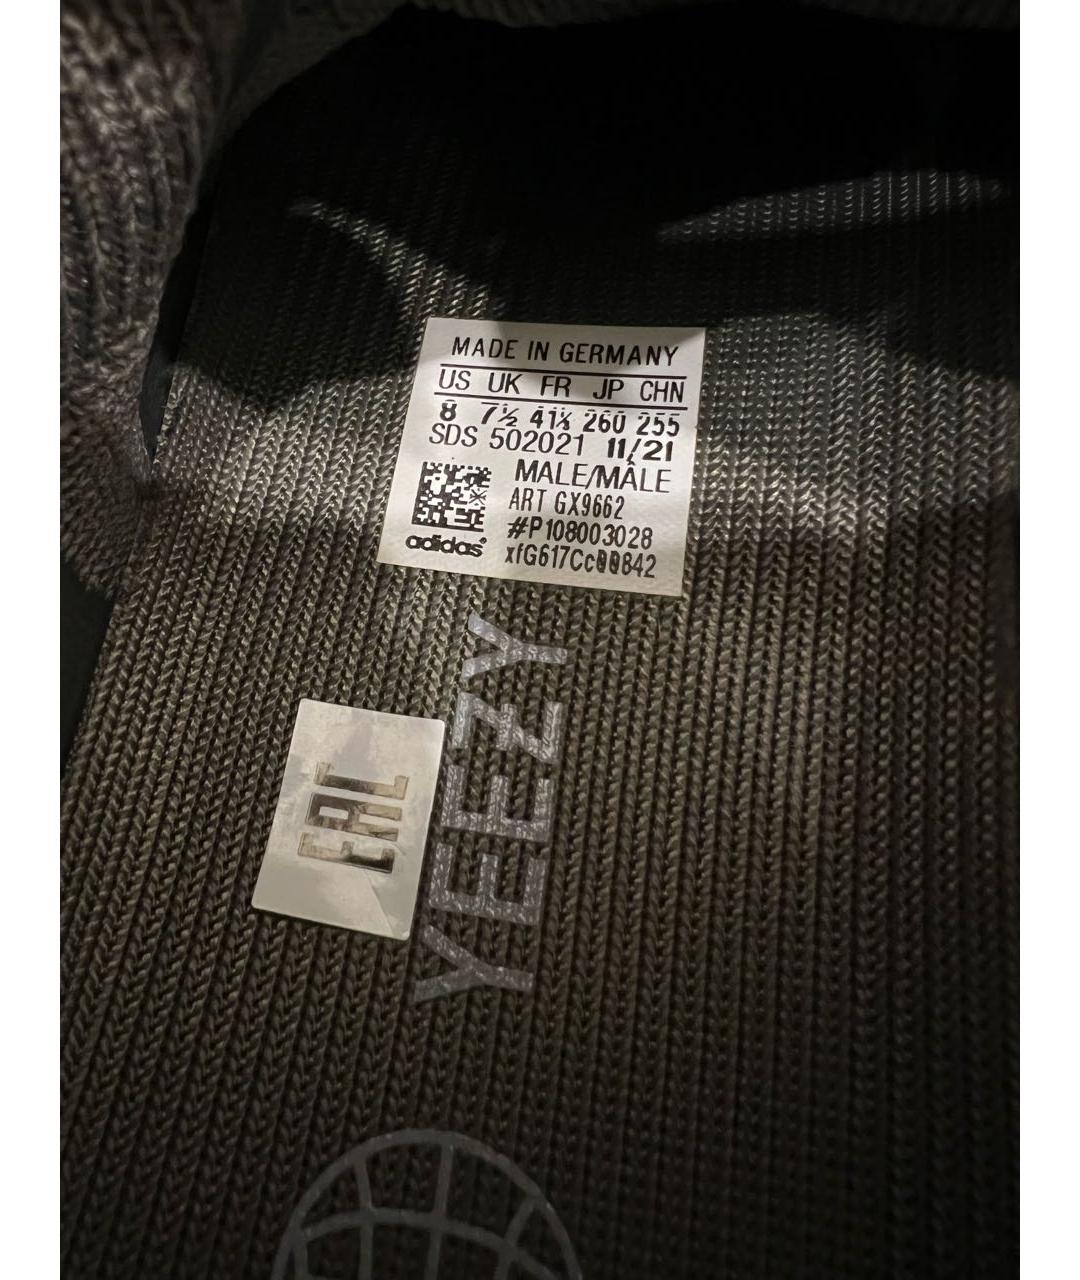 MADE IN GERMANY
US UK FR JP CHN
8 7½ 41⅓ 260 255
SDS 502021 11/21
MALE/MÂLE
ART GX9662
#P108003028
xfG617Cc00842
adidas®
YEEZY
EAC